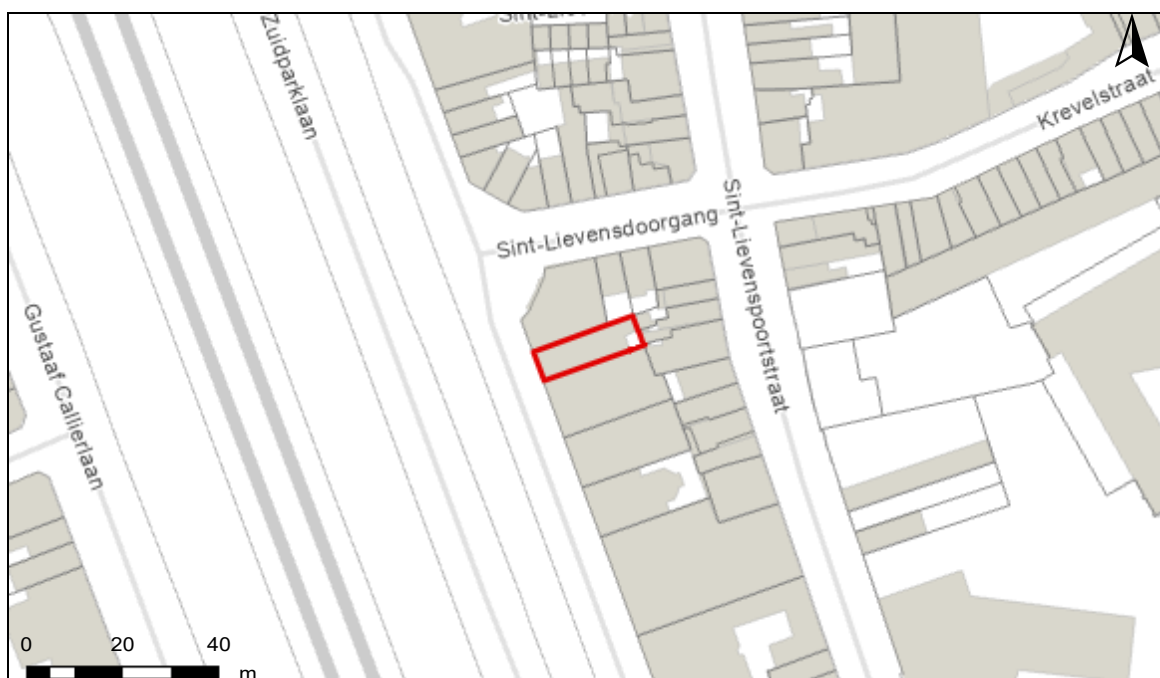 Zuidparklaan
Krevelstraat
Sint-Lievensdoorgang
Sint-Lievenspoortstraat
Gustaaf Callierlaan
0 20 40
m